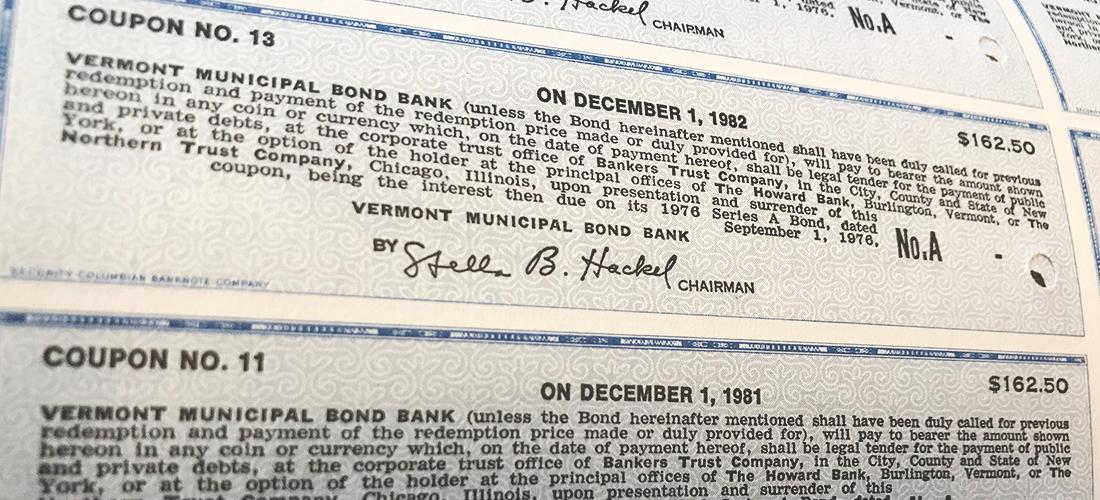 B. Hackel CHAIRMAN
1, 1976. No.A -
COUPON NO. 13
ON DECEMBER 1, 1982
$162.50
VERMONT MUNICIPAL BOND BANK (unless the Bond hereinafter mentioned shall have been duly called for previous
redemption and payment of the redemption price made or duly provided for), will pay to bearer the amount shown
hereon in any coin or currency which, on the date of payment hereof, shall be legal tender for the payment of public
and private debts, at the corporate trust office of Bankers Trust Company, in the City, County and State of New
York, or at the option of the holder at the principal offices of The Howard Bank, Burlington, Vermont, or The
Northern Trust Company, Chicago, Illinois, upon presentation and surrender of this
coupon, being the interest then due on its 1976 Series A Bond, dated
September 1, 1976.
No.A -
VERMONT MUNICIPAL BOND BANK
BY Stella B. Hackel CHAIRMAN
SECURITY-COLUMBIAN BANKNOTE COMPANY
COUPON NO. 11
ON DECEMBER 1, 1981
$162.50
VERMONT MUNICIPAL BOND BANK (unless the Bond hereinafter mentioned shall have been duly called for previous
redemption and payment of the redemption price made or duly provided for), will pay to bearer the amount shown
hereon in any coin or currency which, on the date of payment hereof, shall be legal tender for the payment of public
and private debts, at the corporate trust office of Bankers Trust Company, in the City, County and State of New
York, or at the option of the holder at the principal offices of The Howard Bank, Burlington, Vermont, or The
Northern Trust Company, Chicago, Illinois, upon presentation and surrender of this